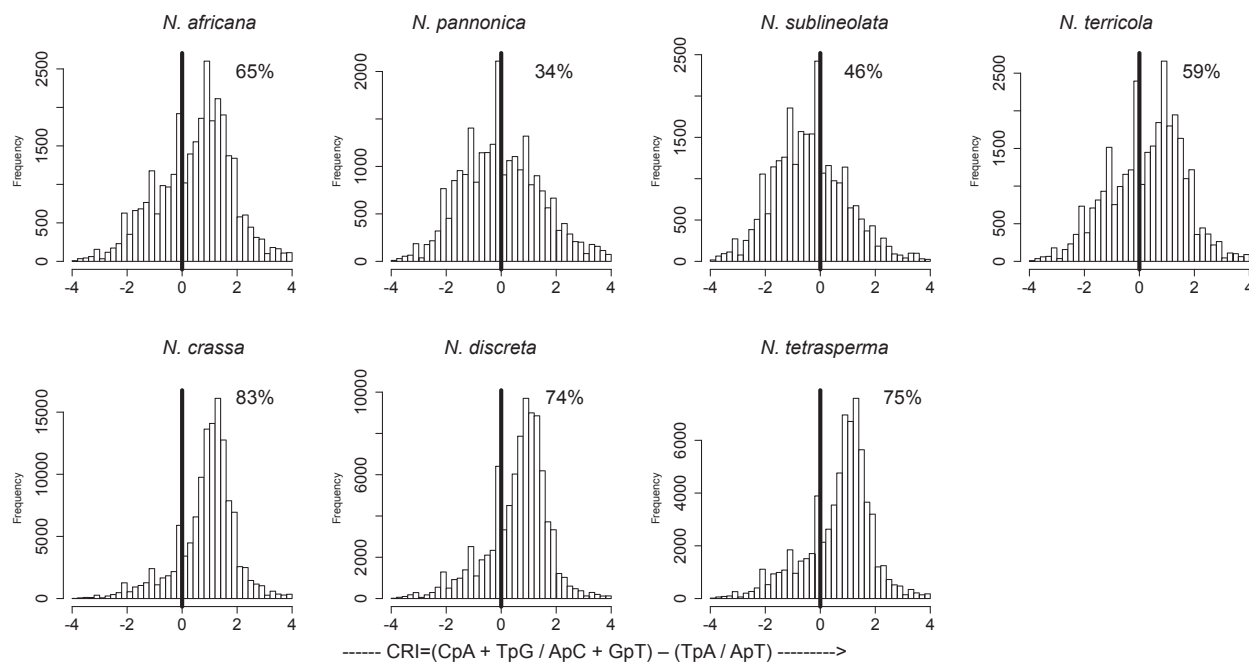 N. africana
N. pannonica
N. sublineolata
N. terricola
65%
34%
46%
59%
Frequency
0
500
1500
2500
-4 -2 0 2 4
Frequency
0
500
1000
2000
-4 -2 0 2 4
Frequency
0
500
1500
2500
-4 -2 0 2 4
Frequency
0
500
1500
2500
-4 -2 0 2 4
N. crassa
N. discreta
N. tetrasperma
83%
74%
75%
Frequency
0
5000
10000
15000
-4 -2 0 2 4
Frequency
0
2000
6000
10000
-4 -2 0 2 4
Frequency
0
2000
4000
6000
-4 -2 0 2 4
------ CRI=(CpA + TpG / ApC + GpT) – (TpA / ApT) --------->